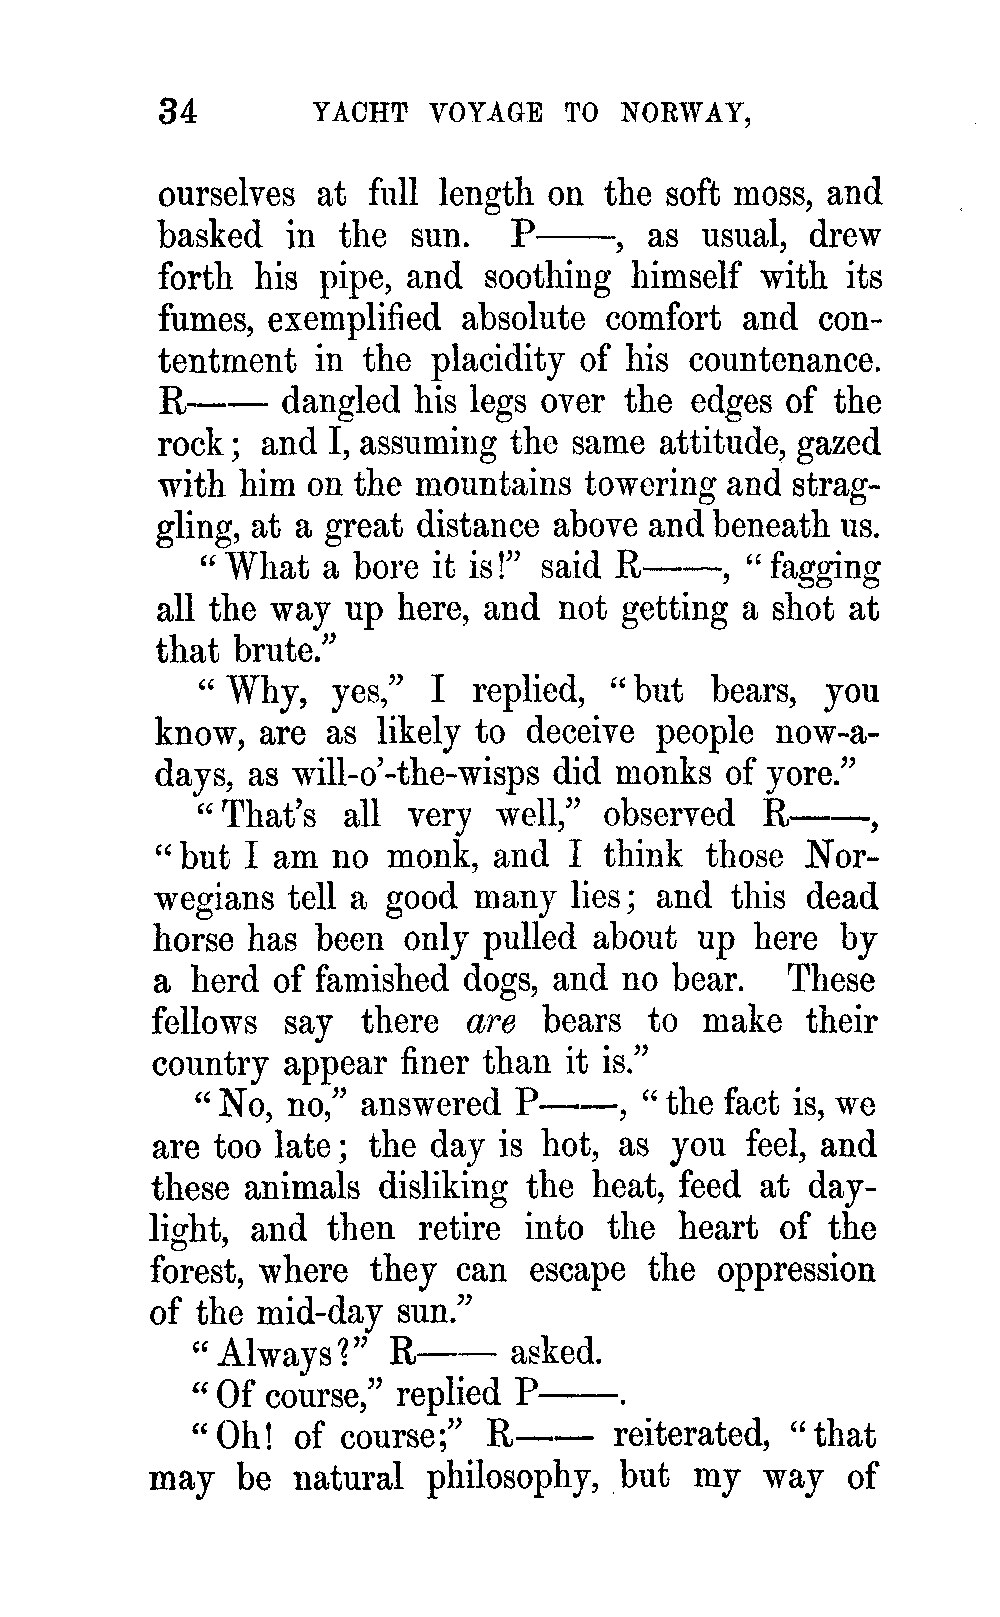 34 YACHT VOYAGE TO NORWAY,
ourselves at full length on the soft moss, and
basked in the sun. P——, as usual, drew
forth his pipe, and soothing himself with its
fumes, exemplified absolute comfort and con-
tentment in the placidity of his countenance.
R—— dangled his legs over the edges of the
rock; and I, assuming the same attitude, gazed
with him on the mountains towering and strag-
gling, at a great distance above and beneath us.
“What a bore it is!” said R——, “fagging
all the way up here, and not getting a shot at
that brute.”
“Why, yes,” I replied, “but bears, you
know, are as likely to deceive people now-a-
days, as will-o’-the-wisps did monks of yore.”
“That’s all very well,” observed R——,
“but I am no monk, and I think those Nor-
wegians tell a good many lies; and this dead
horse has been only pulled about up here by
a herd of famished dogs, and no bear. These
fellows say there are bears to make their
country appear finer than it is.”
“No, no,” answered P——, “the fact is, we
are too late; the day is hot, as you feel, and
these animals disliking the heat, feed at day-
light, and then retire into the heart of the
forest, where they can escape the oppression
of the mid-day sun.”
“Always?” R—— asked.
“Of course,” replied P——.
“Oh! of course;” R—— reiterated, “that
may be natural philosophy, but my way of